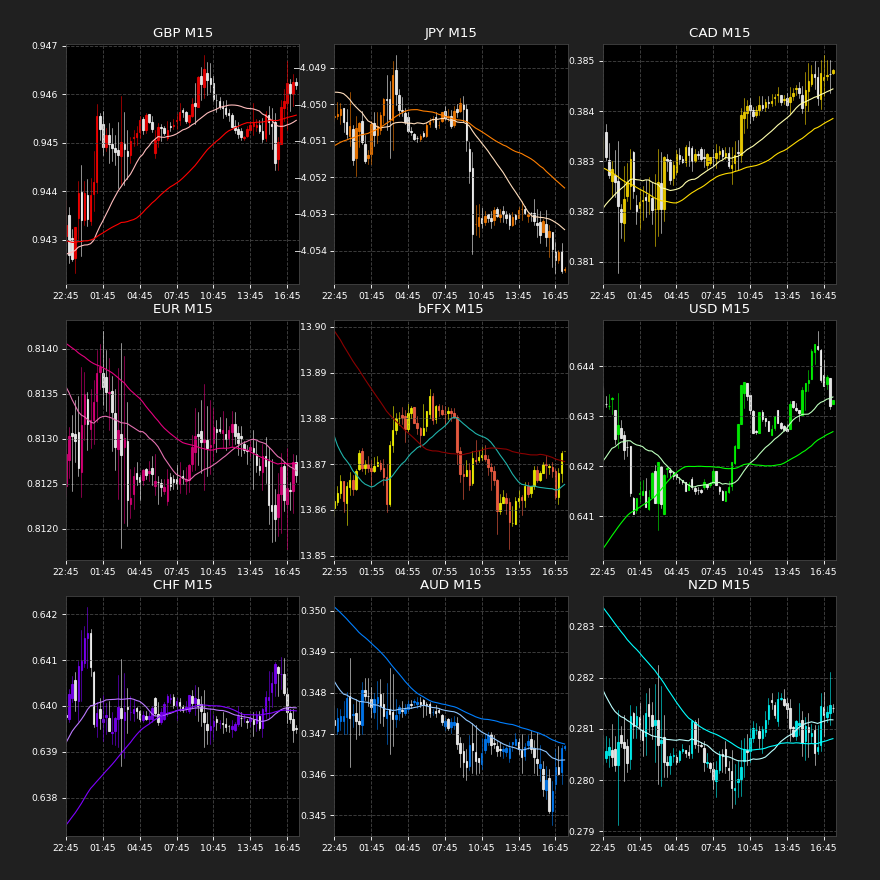 GBP M15
0.947
0.946
0.945
0.944
0.943
22:45 01:45 04:45 07:45 10:45 13:45 16:45
JPY M15
−4.049
−4.050
−4.051
−4.052
−4.053
−4.054
22:45 01:45 04:45 07:45 10:45 13:45 16:45
CAD M15
0.385
0.384
0.383
0.382
0.381
22:45 01:45 04:45 07:45 10:45 13:45 16:45
EUR M15
0.8140
0.8135
0.8130
0.8125
0.8120
22:45 01:45 04:45 07:45 10:45 13:45 16:45
bFFX M15
13.90
13.89
13.88
13.87
13.86
13.85
22:55 01:55 04:55 07:55 10:55 13:55 16:55
USD M15
0.644
0.643
0.642
0.641
22:45 01:45 04:45 07:45 10:45 13:45 16:45
CHF M15
0.642
0.641
0.640
0.639
0.638
22:45 01:45 04:45 07:45 10:45 13:45 16:45
AUD M15
0.350
0.349
0.348
0.347
0.346
0.345
22:45 01:45 04:45 07:45 10:45 13:45 16:45
NZD M15
0.283
0.282
0.281
0.280
0.279
22:45 01:45 04:45 07:45 10:45 13:45 16:45